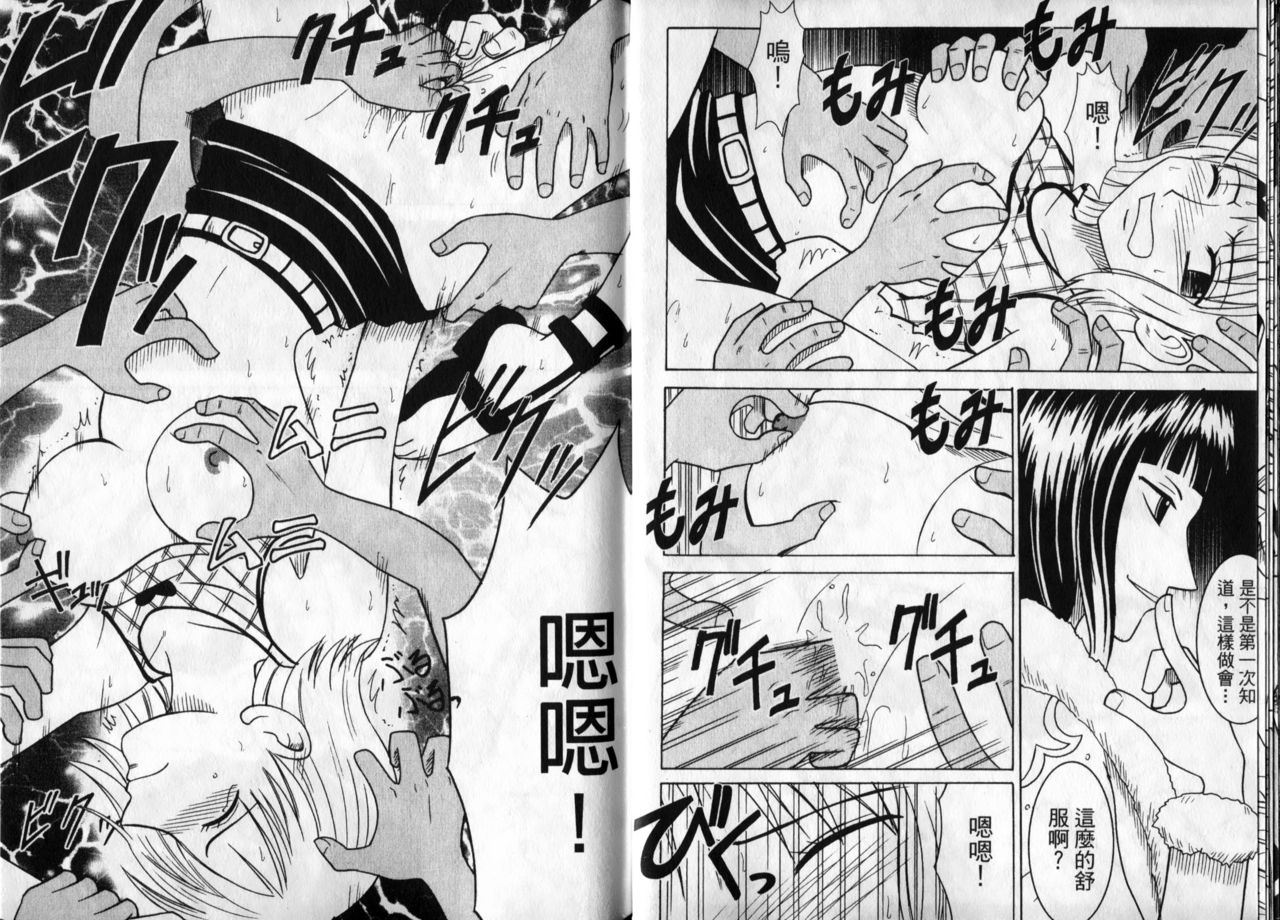 もみ
嗚！
もみ
嗯！
ビクッ
もみ
もみ
もみ
是不是第一次知
道，這樣做會…
這麼的舒
服啊？
グチュ
グチュ
嗯嗯！
びくっ
ビクッ
クチュ
クチュ
ビクッ
ムニ
ムニ
ギュッ
嗯嗯！
ビクッ